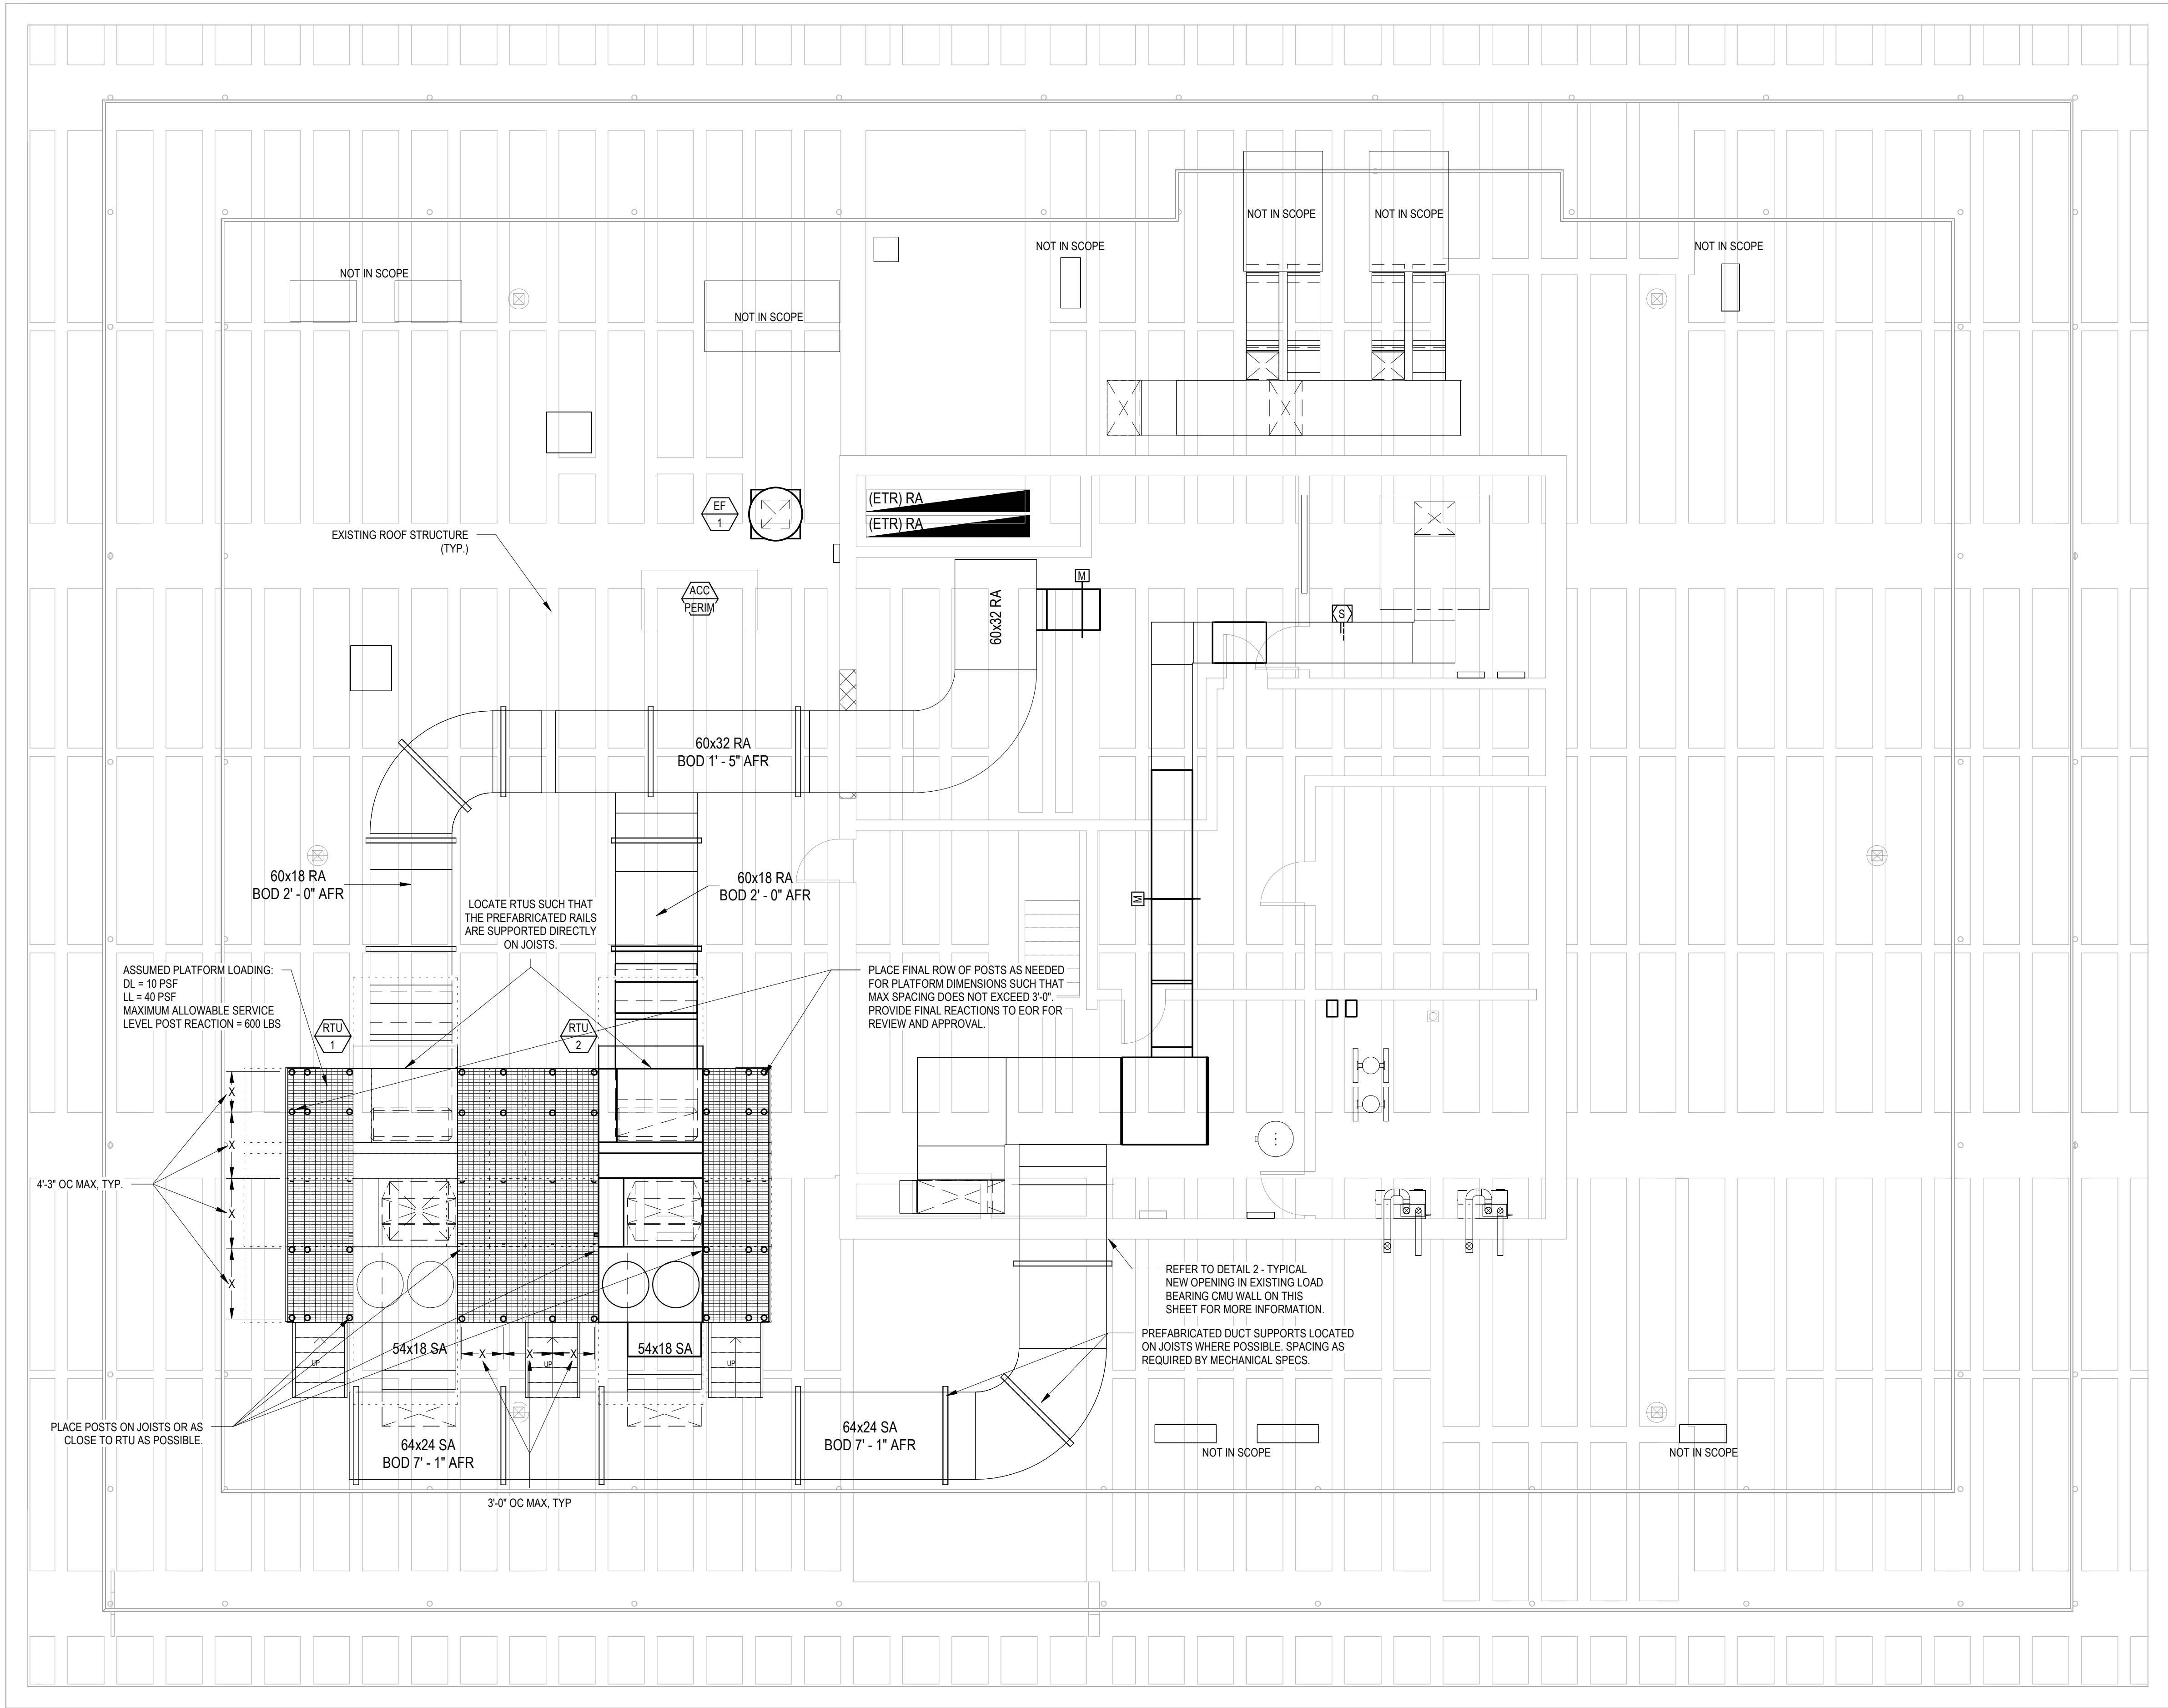 NOT IN SCOPE
NOT IN SCOPE
NOT IN SCOPE
NOT IN SCOPE
NOT IN SCOPE
NOT IN SCOPE
EF
1
(ETR) RA
(ETR) RA
EXISTING ROOF STRUCTURE
(TYP.)
ACC
PERIM
M
60x32 RA
S
60x32 RA
BOD 1' - 5" AFR
60x18 RA
BOD 2' - 0" AFR
60x18 RA
BOD 2' - 0" AFR
M
LOCATE RTUS SUCH THAT
THE PREFABRICATED RAILS
ARE SUPPORTED DIRECTLY
ON JOISTS.
ASSUMED PLATFORM LOADING:
DL = 10 PSF
LL = 40 PSF
MAXIMUM ALLOWABLE SERVICE
LEVEL POST REACTION = 600 LBS
PLACE FINAL ROW OF POSTS AS NEEDED
FOR PLATFORM DIMENSIONS SUCH THAT
MAX SPACING DOES NOT EXCEED 3'-0".
PROVIDE FINAL REACTIONS TO EOR FOR
REVIEW AND APPROVAL.
RTU
1
RTU
2
X
X
4'-3" OC MAX, TYP.
X
X
REFER TO DETAIL 2 - TYPICAL
NEW OPENING IN EXISTING LOAD
BEARING CMU WALL ON THIS
SHEET FOR MORE INFORMATION.
PREFABRICATED DUCT SUPPORTS LOCATED
ON JOISTS WHERE POSSIBLE. SPACING AS
REQUIRED BY MECHANICAL SPECS.
54x18 SA
X
X
X
54x18 SA
UP
UP
UP
PLACE POSTS ON JOISTS OR AS
CLOSE TO RTU AS POSSIBLE.
64x24 SA
BOD 7' - 1" AFR
64x24 SA
BOD 7' - 1" AFR
NOT IN SCOPE
NOT IN SCOPE
3'-0" OC MAX, TYP